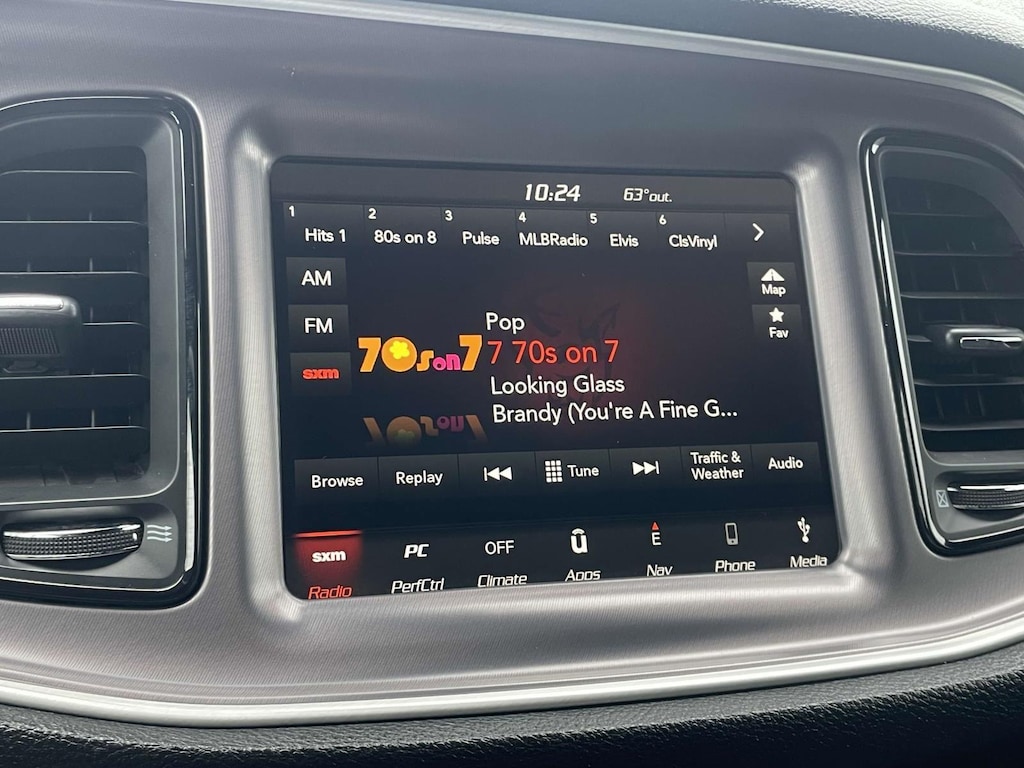 10:24 63°out.
1 2 3 4 5 6
Hits 1 80s on 8 Pulse MLBRadio Elvis ClsVinyl
AM
Map
FM
Fav
sxm
70s on 7
Pop
7 70s on 7
Looking Glass
Brandy (You're A Fine G...
Browse Replay Tune Traffic & Weather Audio
sxm PC OFF E
Radio PerfCtrl Climate Apps Nav Phone Media